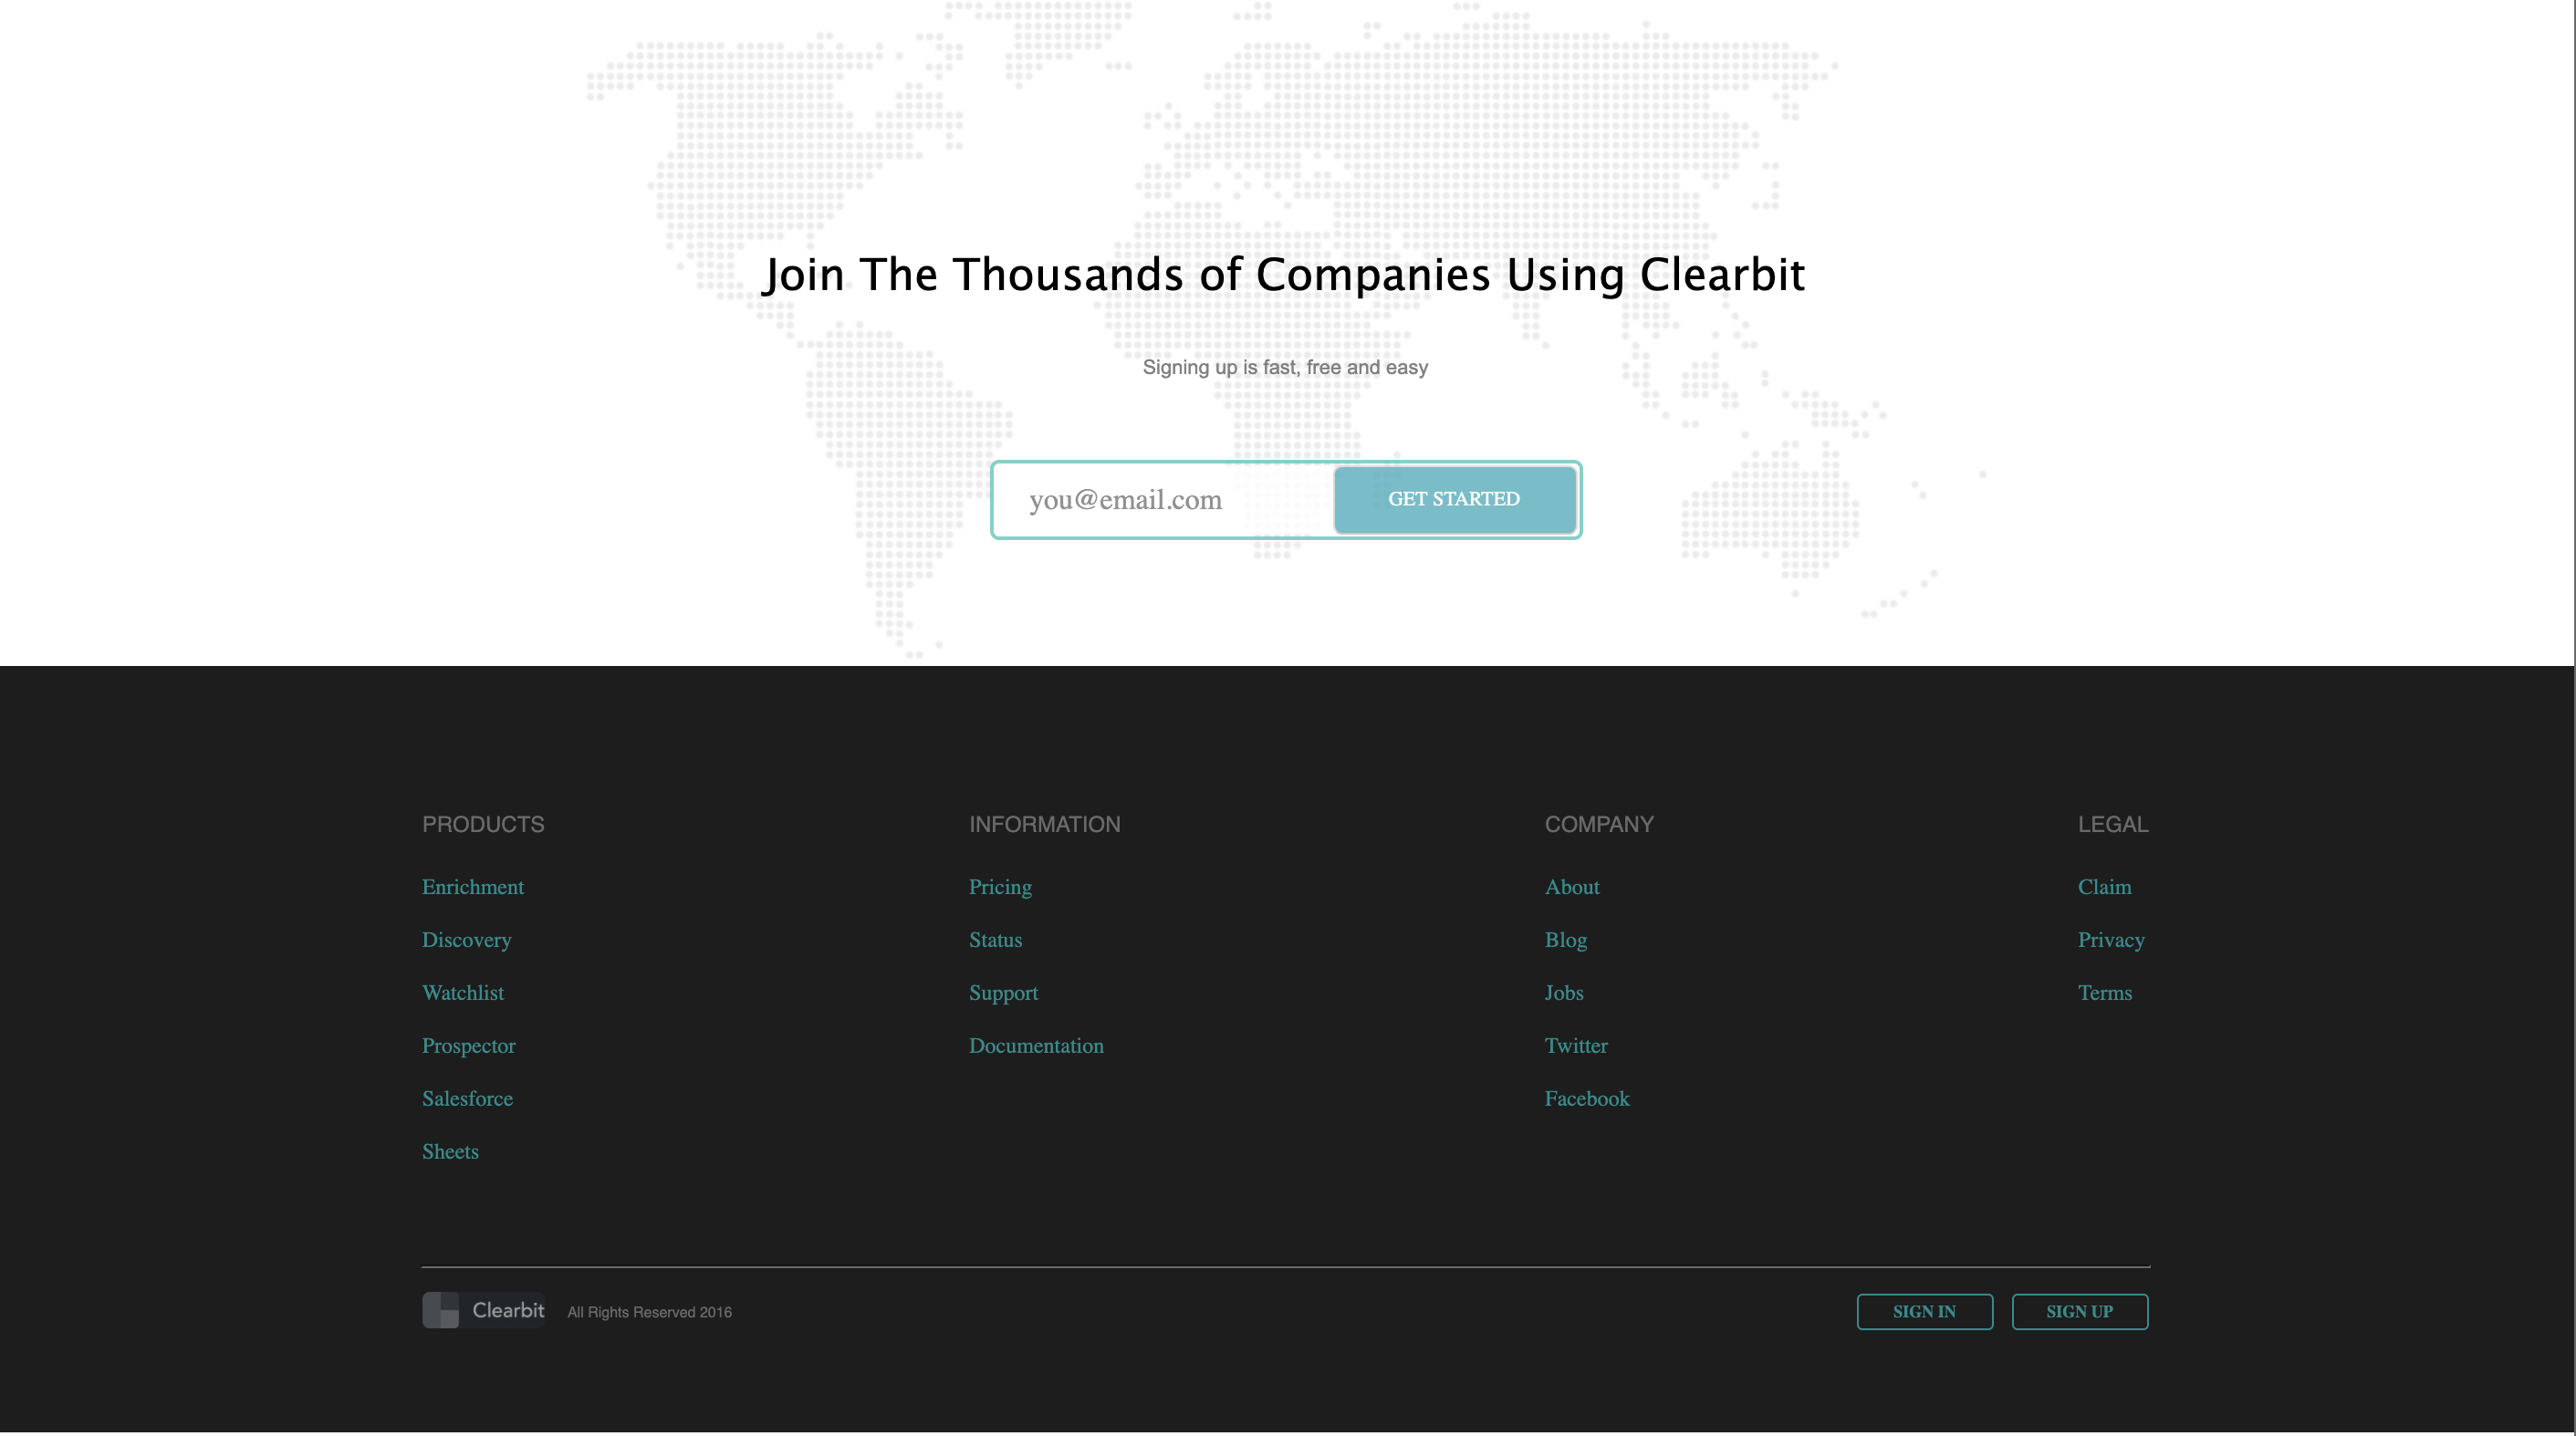 Join The Thousands of Companies Using Clearbit
Signing up is fast, free and easy
you@email.com
GET STARTED
PRODUCTS
Enrichment
Discovery
Watchlist
Prospector
Salesforce
Sheets
INFORMATION
Pricing
Status
Support
Documentation
COMPANY
About
Blog
Jobs
Twitter
Facebook
LEGAL
Claim
Privacy
Terms
Clearbit
All Rights Reserved 2016
SIGN IN
SIGN UP